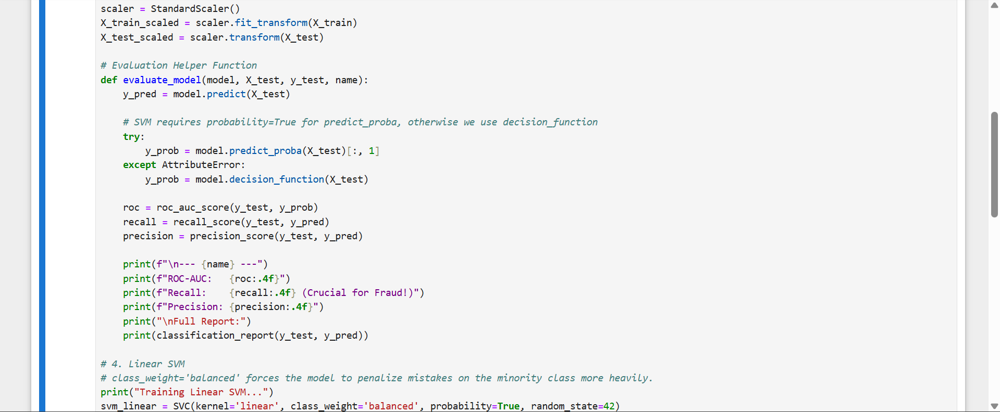 scaler = StandardScaler()
X_train_scaled = scaler.fit_transform(X_train)
X_test_scaled = scaler.transform(X_test)

# Evaluation Helper Function
def evaluate_model(model, X_test, y_test, name):
    y_pred = model.predict(X_test)

    # SVM requires probability=True for predict_proba, otherwise we use decision_function
    try:
        y_prob = model.predict_proba(X_test)[:, 1]
    except AttributeError:
        y_prob = model.decision_function(X_test)

    roc = roc_auc_score(y_test, y_prob)
    recall = recall_score(y_test, y_pred)
    precision = precision_score(y_test, y_pred)

    print(f"\n--- {name} ---")
    print(f"ROC-AUC:   {roc:.4f}")
    print(f"Recall:    {recall:.4f} (Crucial for Fraud!)")
    print(f"Precision: {precision:.4f}")
    print("\nFull Report:")
    print(classification_report(y_test, y_pred))

# 4. Linear SVM
# class_weight='balanced' forces the model to penalize mistakes on the minority class more heavily.
print("Training Linear SVM...")
svm_linear = SVC(kernel='linear', class_weight='balanced', probability=True, random_state=42)